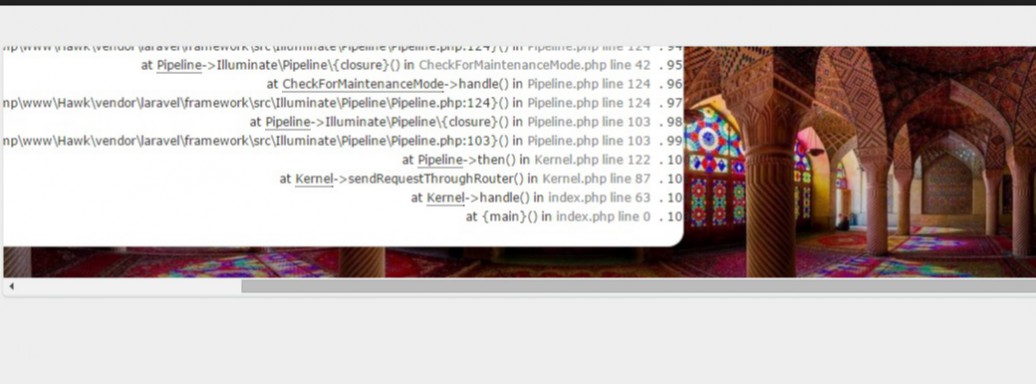 np\www\Hawk\vendor\laravel\framework\src\Illuminate\Pipeline\Pipeline.php:124}() in Pipeline.php line 124 .94
at Pipeline->Illuminate\Pipeline\{closure}() in CheckForMaintenanceMode.php line 42 .95
at CheckForMaintenanceMode->handle() in Pipeline.php line 124 .96
np\www\Hawk\vendor\laravel\framework\src\Illuminate\Pipeline\Pipeline.php:124}() in Pipeline.php line 124 .97
at Pipeline->Illuminate\Pipeline\{closure}() in Pipeline.php line 103 .98
np\www\Hawk\vendor\laravel\framework\src\Illuminate\Pipeline\Pipeline.php:103}() in Pipeline.php line 103 .99
at Pipeline->then() in Kernel.php line 122 .10
at Kernel->sendRequestThroughRouter() in Kernel.php line 87 .10
at Kernel->handle() in index.php line 63 .10
at {main}() in index.php line 0 .10